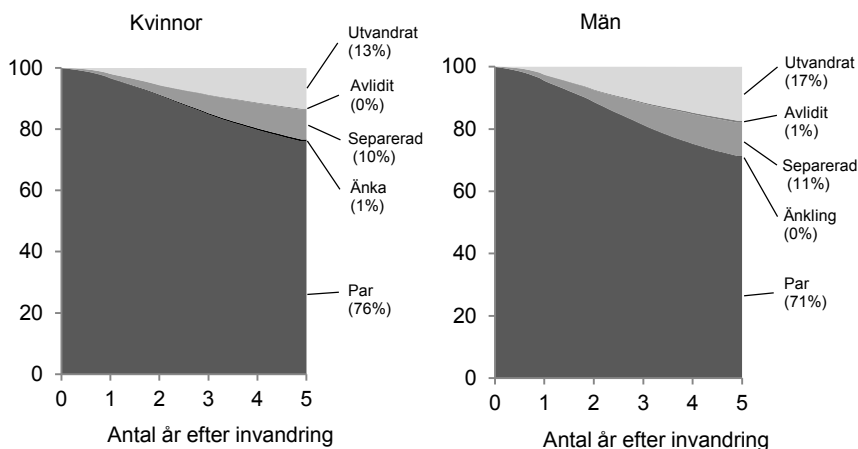 Kvinnor
100
80
60
40
20
0
0 1 2 3 4 5
Antal år efter invandring
Utvandrat
(13%)
Avlidit
(0%)
Separerad
(10%)
Änka
(1%)
Par
(76%)
Män
100
80
60
40
20
0
0 1 2 3 4 5
Antal år efter invandring
Utvandrat
(17%)
Avlidit
(1%)
Separerad
(11%)
Änkling
(0%)
Par
(71%)